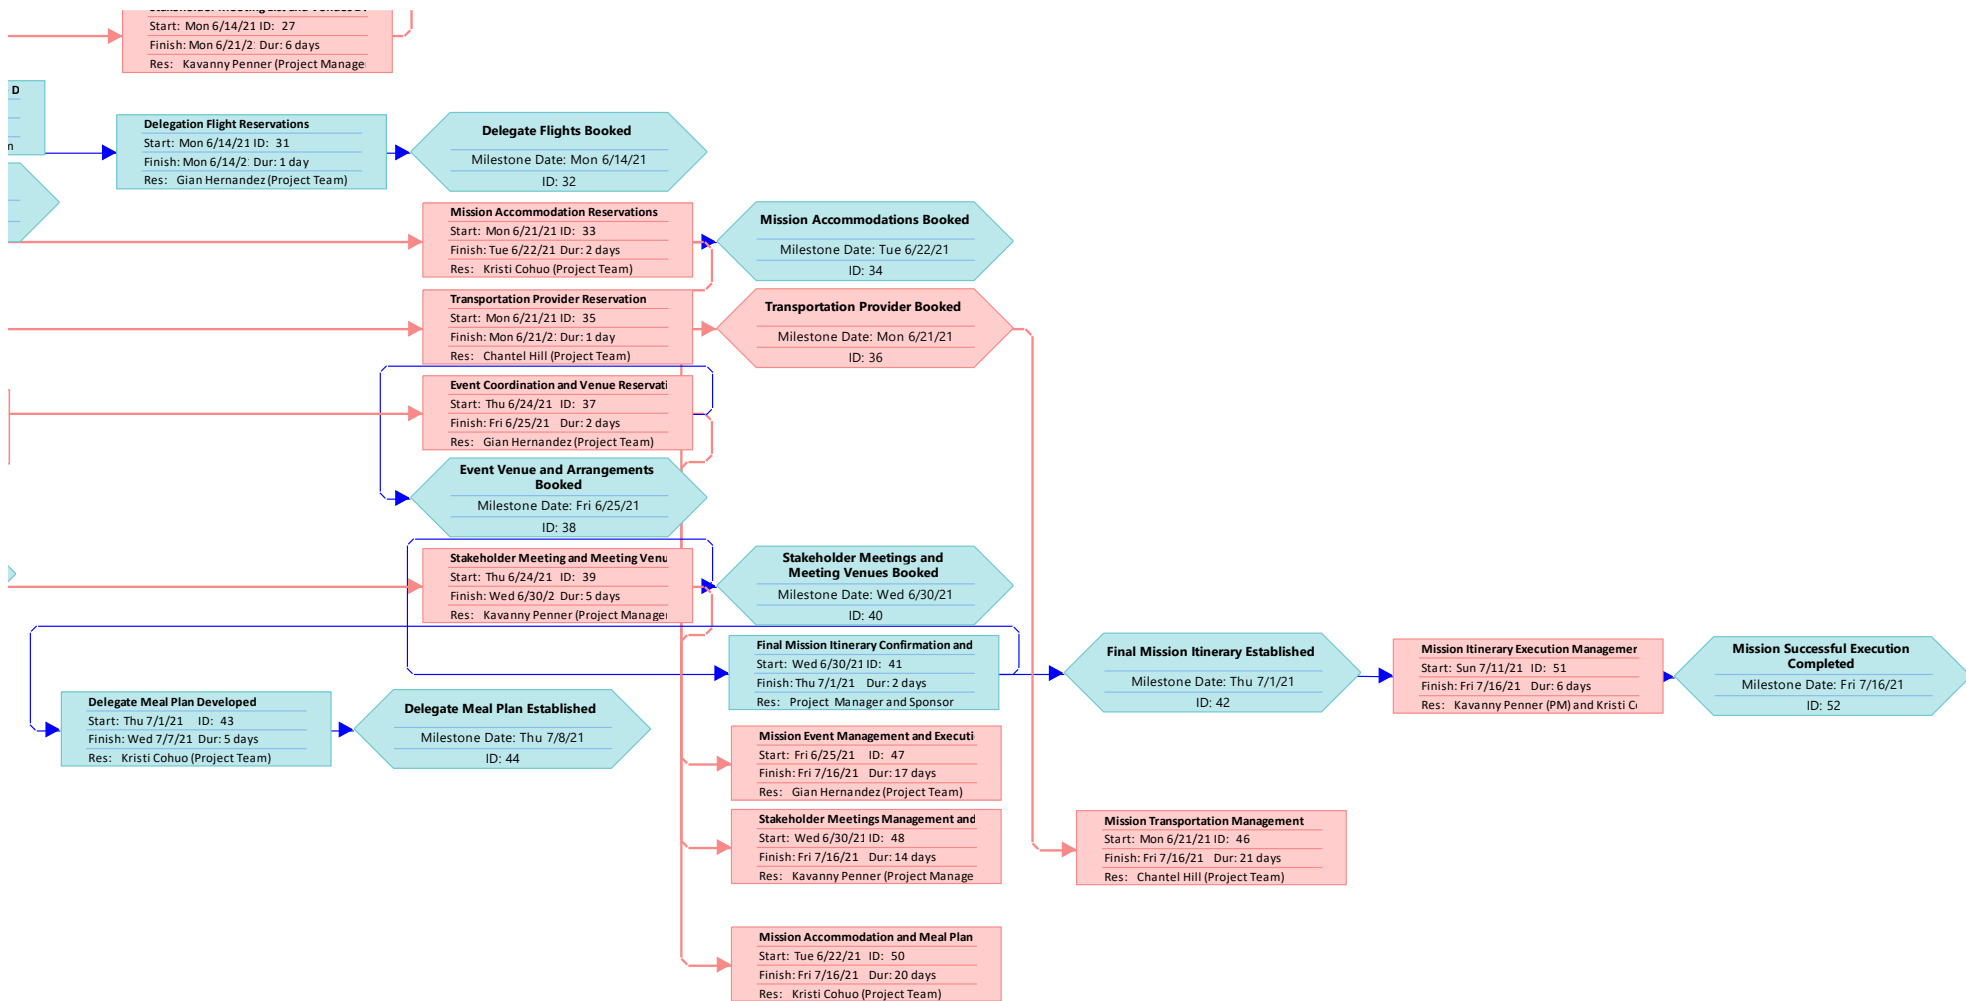 Start: Mon 6/14/21 ID: 27
Finish: Mon 6/21/2: Dur: 6 days
Res: Kavanny Penner (Project Manage
D
n
Delegation Flight Reservations
Start: Mon 6/14/21 ID: 31
Finish: Mon 6/14/2: Dur: 1 day
Res: Gian Hernandez (Project Team)
Delegate Flights Booked
Milestone Date: Mon 6/14/21
ID: 32
Mission Accommodation Reservations
Start: Mon 6/21/21 ID: 33
Finish: Tue 6/22/21 Dur: 2 days
Res: Kristi Cohuo (Project Team)
Mission Accommodations Booked
Milestone Date: Tue 6/22/21
ID: 34
Transportation Provider Reservation
Start: Mon 6/21/21 ID: 35
Finish: Mon 6/21/2: Dur: 1 day
Res: Chantel Hill (Project Team)
Transportation Provider Booked
Milestone Date: Mon 6/21/21
ID: 36
Event Coordination and Venue Reservati
Start: Thu 6/24/21 ID: 37
Finish: Fri 6/25/21 Dur: 2 days
Res: Gian Hernandez (Project Team)
Event Venue and Arrangements
Booked
Milestone Date: Fri 6/25/21
ID: 38
Stakeholder Meeting and Meeting Venu
Start: Thu 6/24/21 ID: 39
Finish: Wed 6/30/2 Dur: 5 days
Res: Kavanny Penner (Project Manager
Stakeholder Meetings and
Meeting Venues Booked
Milestone Date: Wed 6/30/21
ID: 40
Final Mission Itinerary Confirmation and
Start: Wed 6/30/21 ID: 41
Finish: Thu 7/1/21 Dur: 2 days
Res: Project Manager and Sponsor
Final Mission Itinerary Established
Milestone Date: Thu 7/1/21
ID: 42
Mission Itinerary Execution Managemer
Start: Sun 7/11/21 ID: 51
Finish: Fri 7/16/21 Dur: 6 days
Res: Kavanny Penner (PM) and Kristi Co
Mission Successful Execution
Completed
Milestone Date: Fri 7/16/21
ID: 52
Delegate Meal Plan Developed
Start: Thu 7/1/21 ID: 43
Finish: Wed 7/7/21 Dur: 5 days
Res: Kristi Cohuo (Project Team)
Delegate Meal Plan Established
Milestone Date: Thu 7/8/21
ID: 44
Mission Event Management and Executi
Start: Fri 6/25/21 ID: 47
Finish: Fri 7/16/21 Dur: 17 days
Res: Gian Hernandez (Project Team)
Stakeholder Meetings Management and
Start: Wed 6/30/21 ID: 48
Finish: Fri 7/16/21 Dur: 14 days
Res: Kavanny Penner (Project Manage
Mission Transportation Management
Start: Mon 6/21/21 ID: 46
Finish: Fri 7/16/21 Dur: 21 days
Res: Chantel Hill (Project Team)
Mission Accommodation and Meal Plan
Start: Tue 6/22/21 ID: 50
Finish: Fri 7/16/21 Dur: 20 days
Res: Kristi Cohuo (Project Team)